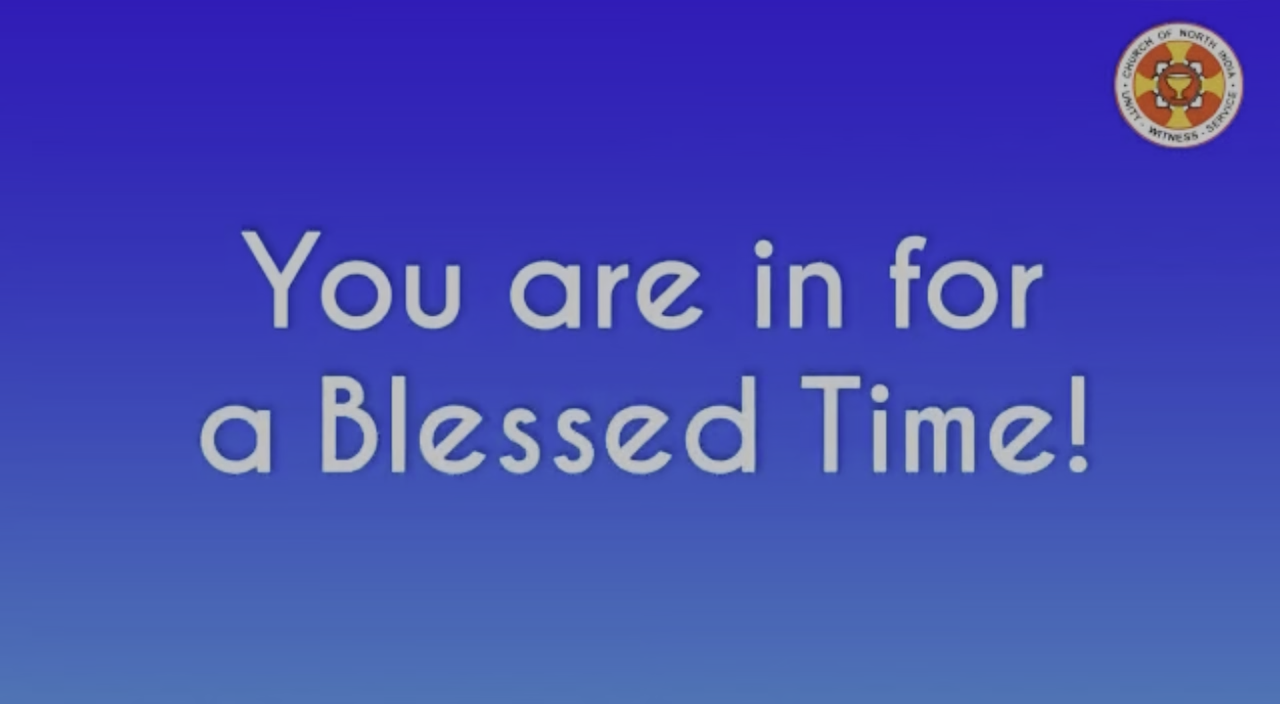 CHURCH OF NORTH INDIA
UNITY - WITNESS - SERVICE
You are in for
a Blessed Time!